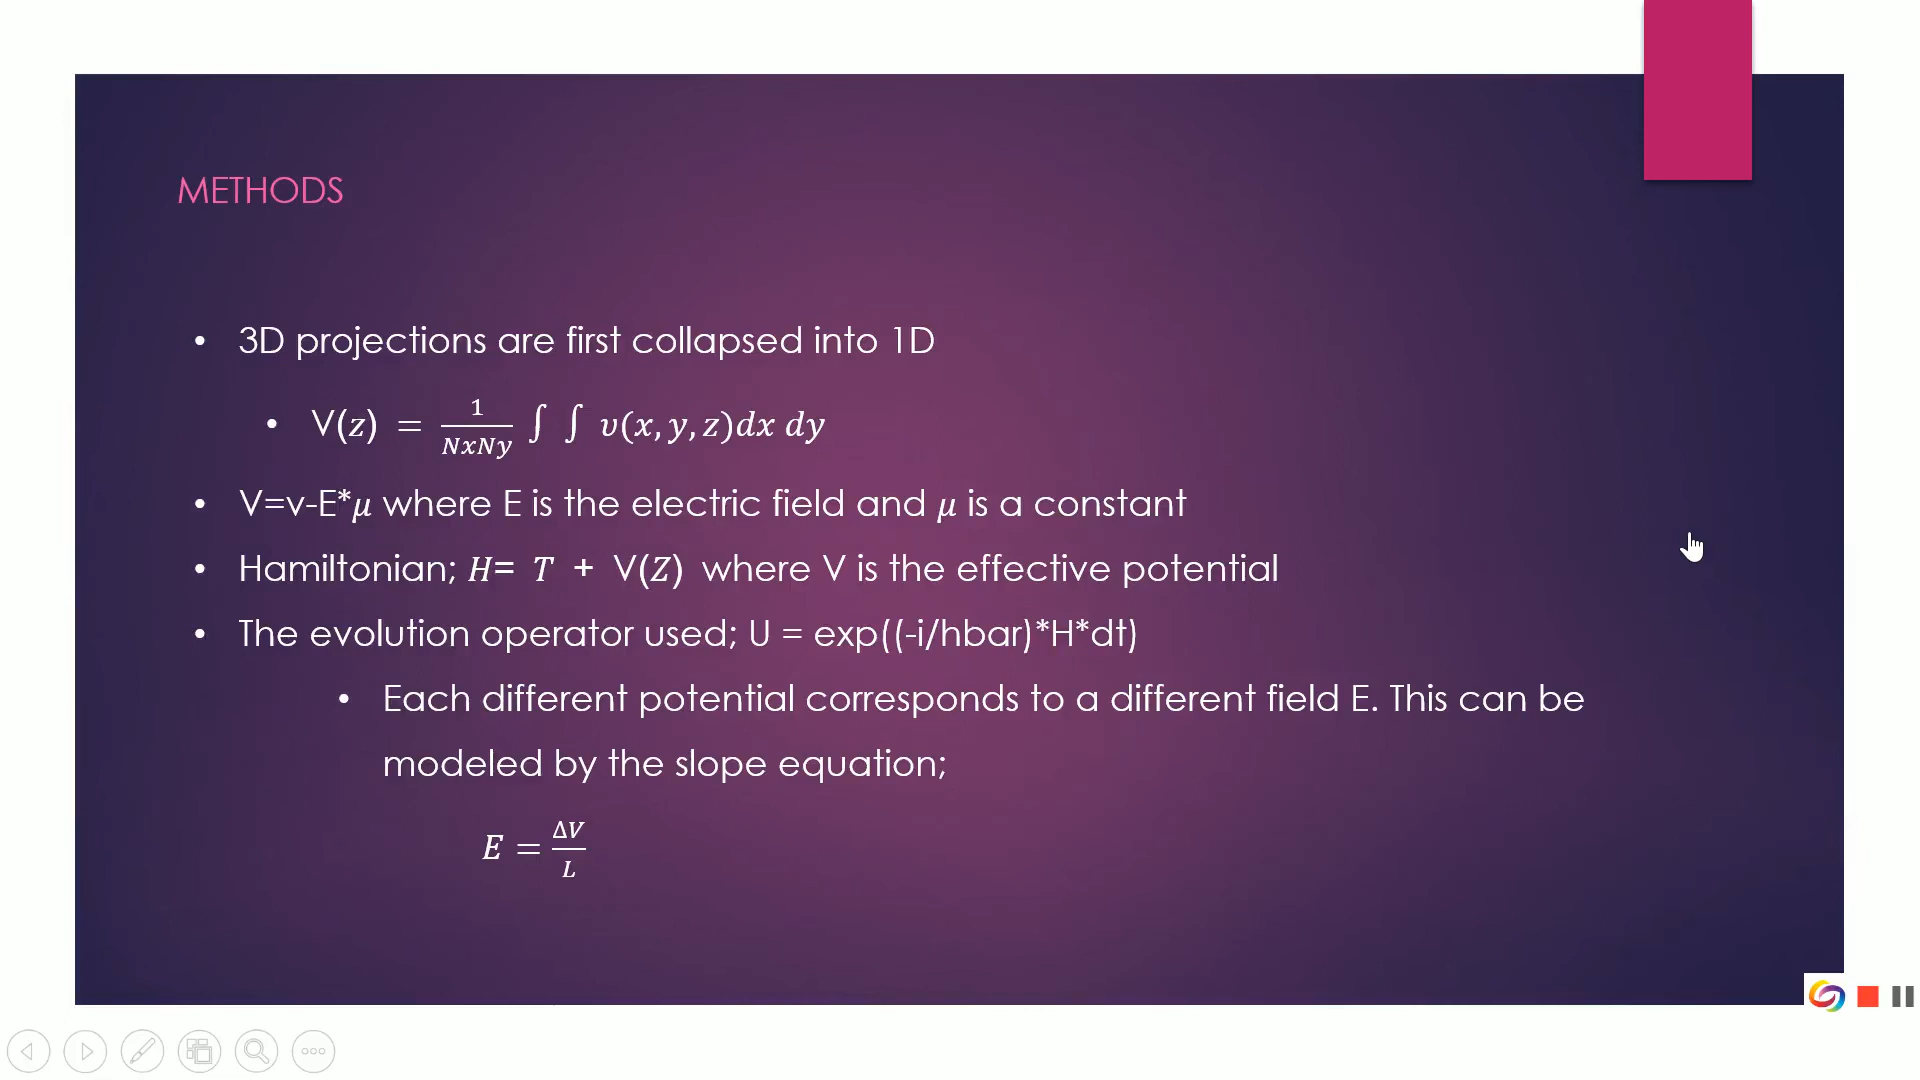 METHODS
• 3D projections are first collapsed into 1D
• V(z) = 1/NxNy ∫ ∫ υ(x, y, z)dx dy
• V=v-E*μ where E is the electric field and μ is a constant
• Hamiltonian; H= T + V(Z) where V is the effective potential
• The evolution operator used; U = exp((-i/hbar)*H*dt)
• Each different potential corresponds to a different field E. This can be
modeled by the slope equation;
E = ΔV/L